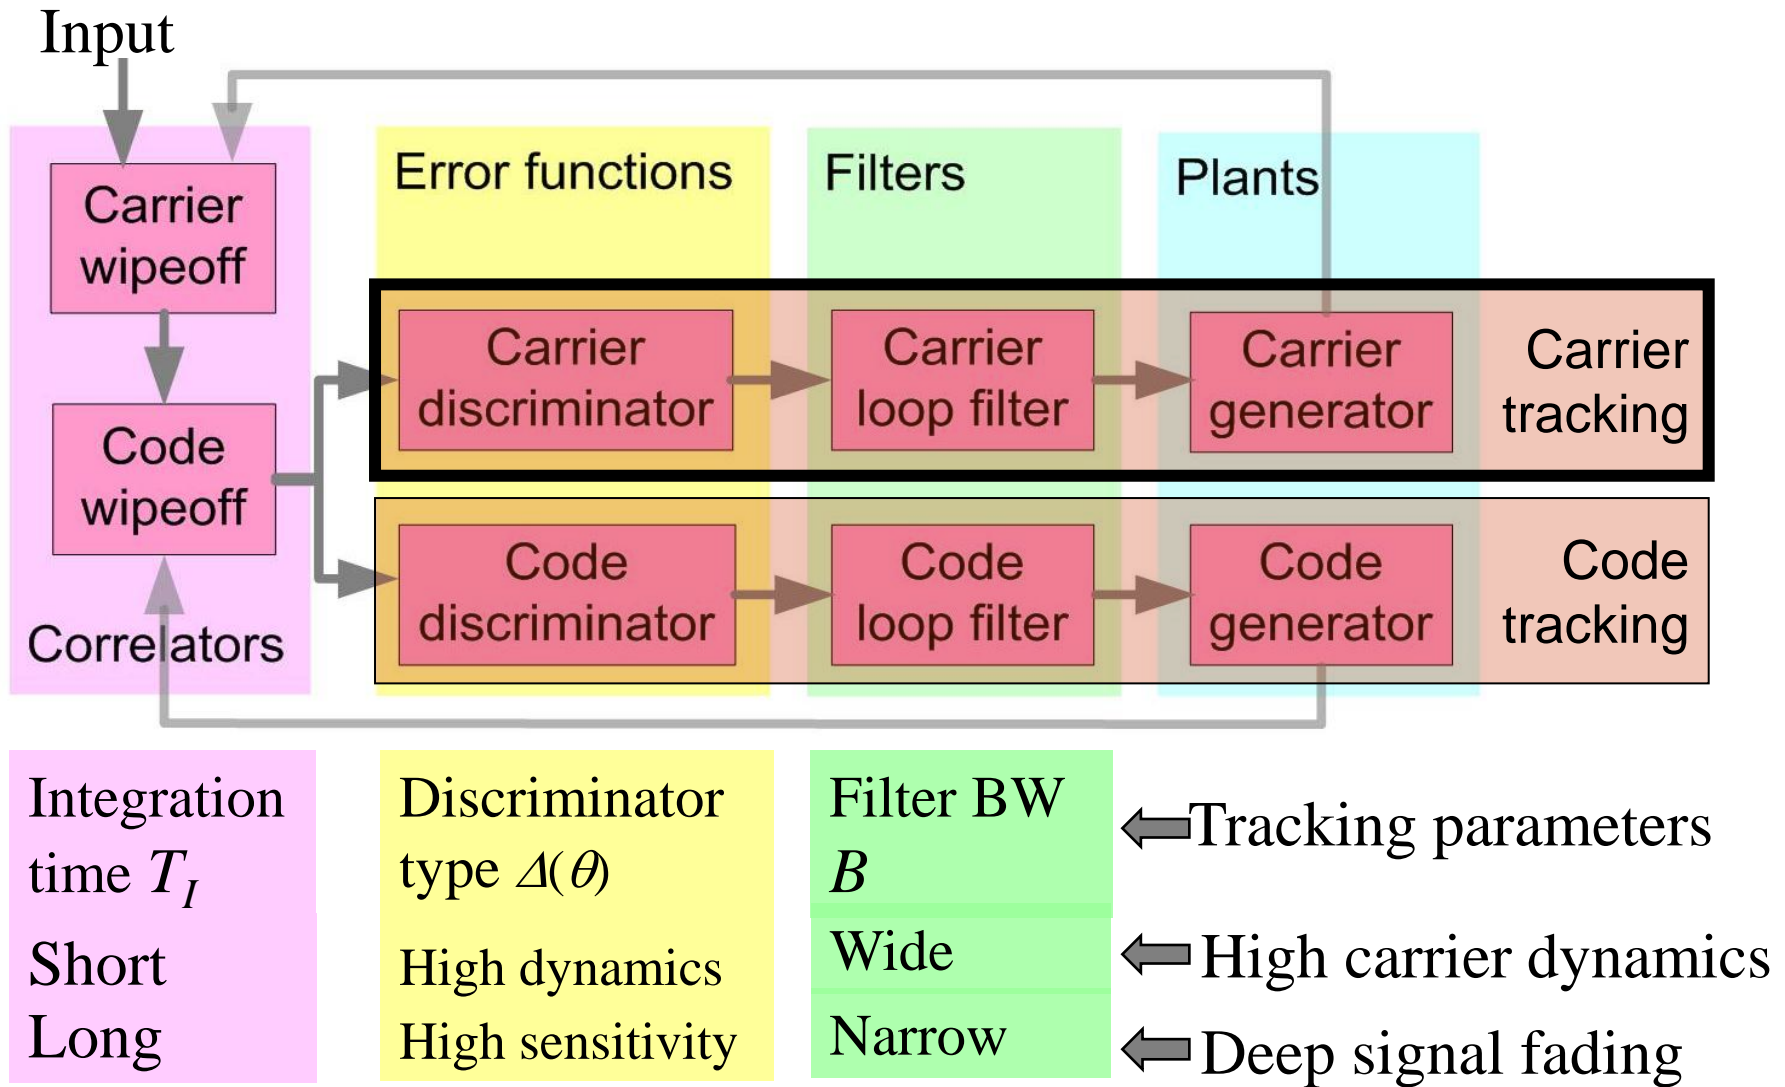 Input
Error functions
Filters
Plants
Carrier
wipeoff
Carrier
discriminator
Carrier
loop filter
Carrier
generator
Carrier
tracking
Code
wipeoff
Code
discriminator
Code
loop filter
Code
generator
Code
tracking
Correlators
Integration
time T_I
Discriminator
type Δ(θ)
Filter BW
B
Tracking parameters
Short
High dynamics
Wide
High carrier dynamics
Long
High sensitivity
Narrow
Deep signal fading